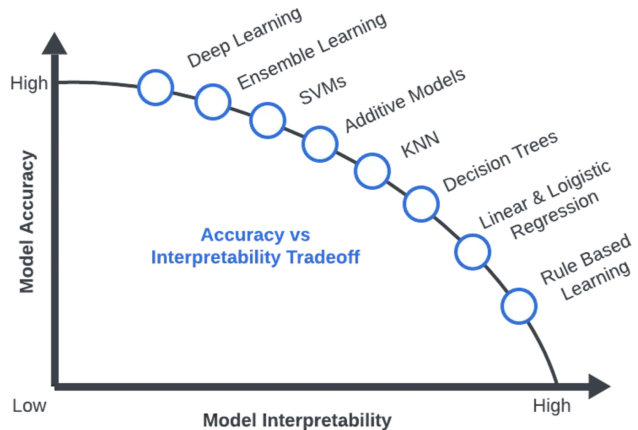 Deep Learning
Ensemble Learning
SVMs
Additive Models
KNN
Decision Trees
Linear & Loigistic
Regression
Rule Based
Learning
High
Model Accuracy
Accuracy vs
Interpretability Tradeoff
Low
High
Model Interpretability